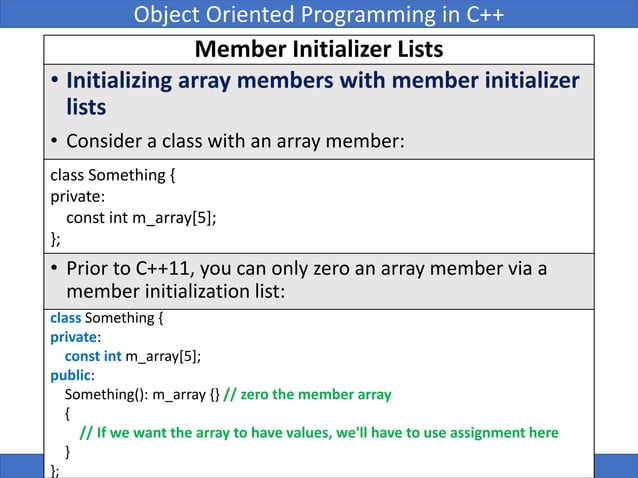 Object Oriented Programming in C++
Member Initializer Lists
• Initializing array members with member initializer
lists
• Consider a class with an array member:
class Something {
private:
const int m_array[5];
};
• Prior to C++11, you can only zero an array member via a
member initialization list:
class Something {
private:
const int m_array[5];
public:
Something(): m_array {} // zero the member array
{
// If we want the array to have values, we'll have to use assignment here
}
};